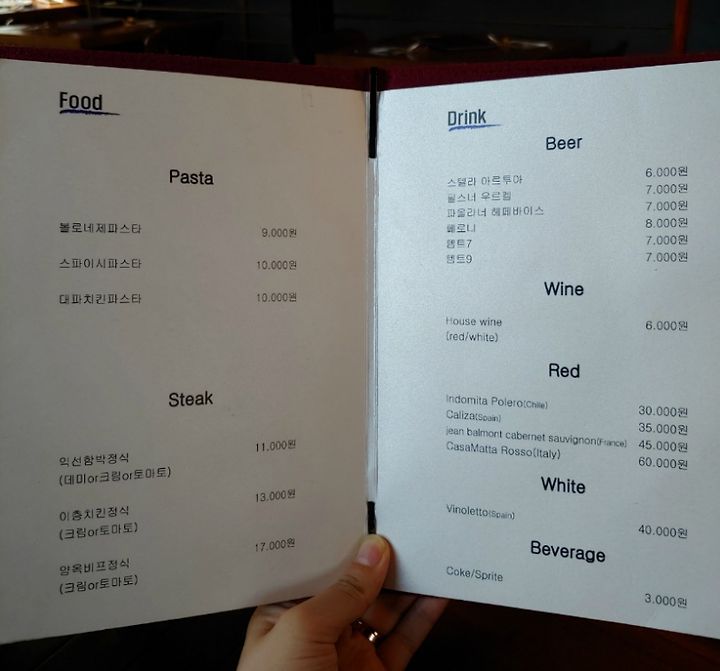 Food
Pasta
볼로네제파스타 9.000원
스파이시파스타 10.000원
대파치킨파스타 10.000원
Steak
익선함박정식 11.000원
(데미or크림or토마토)
이층치킨정식 13.000원
(크림or토마토)
양옥비프정식 17.000원
(크림or토마토)
Drink
Beer
스텔라 아르투아 6.000원
필스너 우르켈 7.000원
파울라너 헤페바이스 7.000원
페로니 8.000원
템트7 7.000원
템트9 7.000원
Wine
House wine 6.000원
(red/white)
Red
Indomita Polero(Chile) 30.000원
Caliza(Spain) 35.000원
jean balmont cabernet sauvignon(France) 45.000원
CasaMatta Rosso(Italy) 60.000원
White
Vinoletto(Spain) 40.000원
Beverage
Coke/Sprite 3.000원